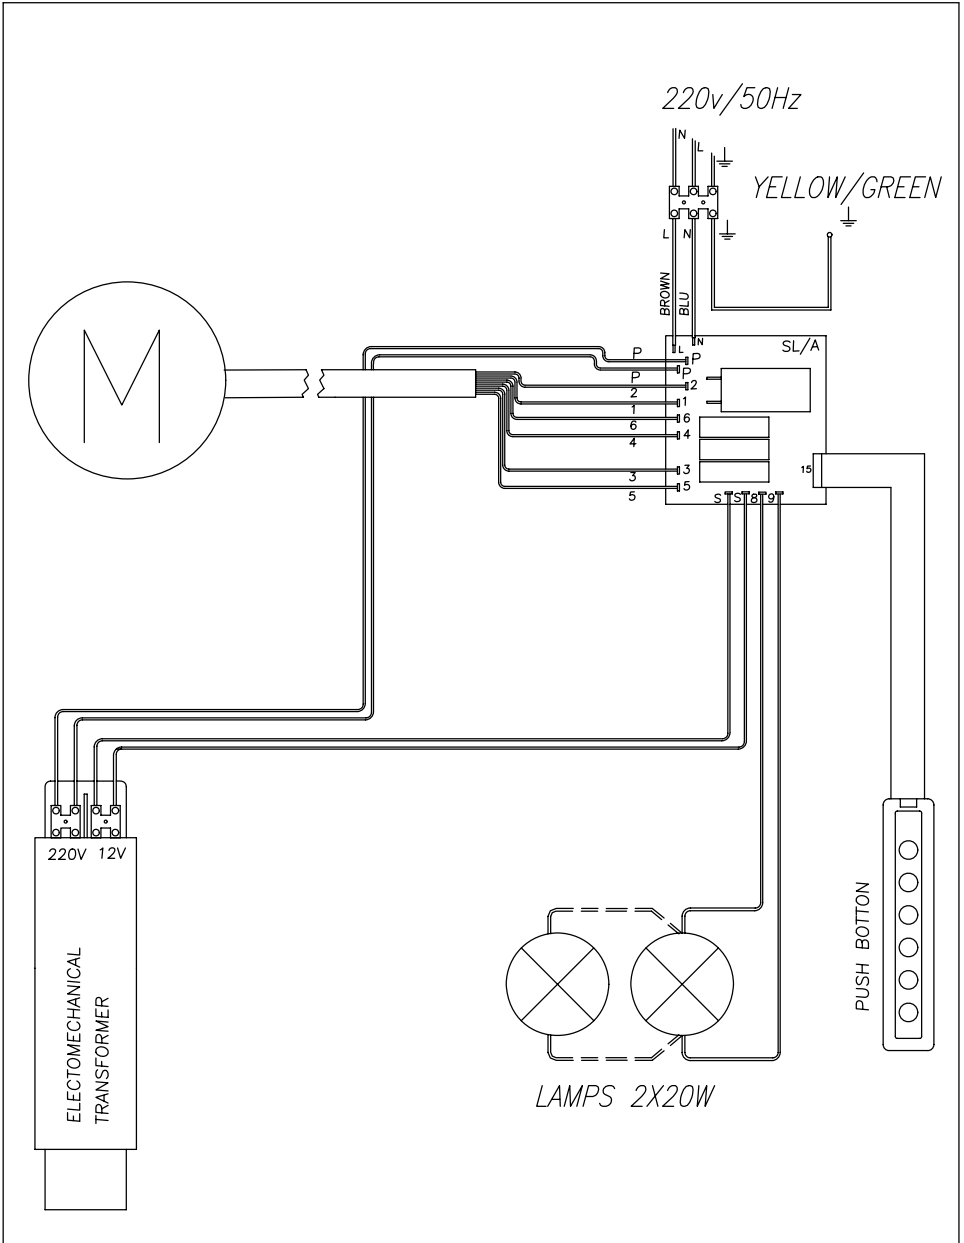 220v/50Hz
N
L
YELLOW/GREEN
L N
BROWN
BLU
L N
SL/A
M
P P
P P
2 2
1 1
6 6
4 4
3 3
5 5
15
S S 8 9
220V 12V
ELECTOMECHANICAL
TRANSFORMER
PUSH BOTTON
LAMPS 2X20W